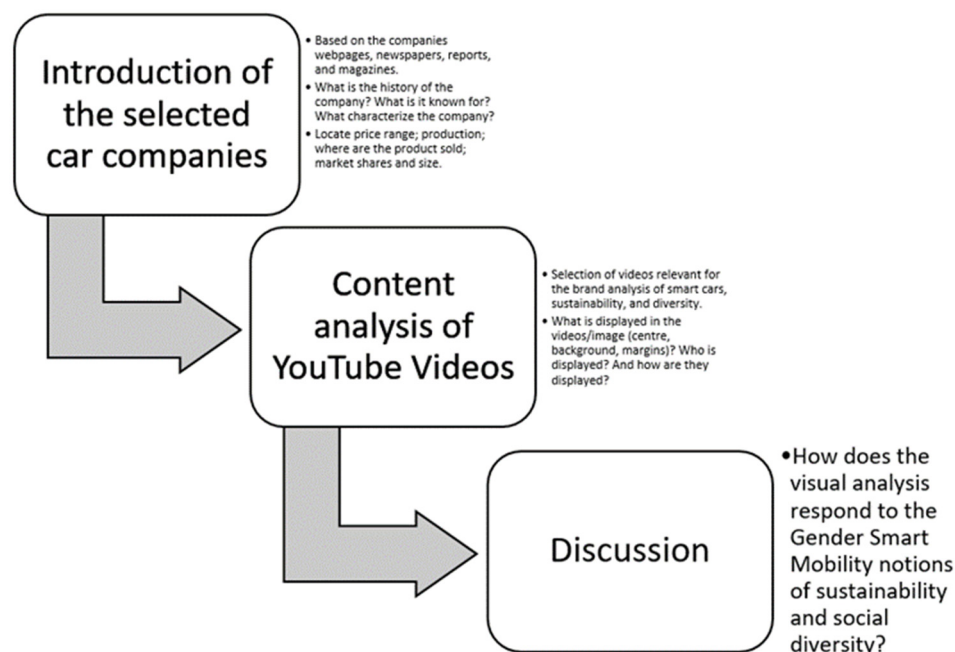 Introduction of
the selected
car companies
• Based on the companies
webpages, newspapers, reports,
and magazines.
• What is the history of the
company? What is it known for?
What characterize the company?
• Locate price range; production;
where are the product sold;
market shares and size.
Content
analysis of
YouTube Videos
• Selection of videos relevant for
the brand analysis of smart cars,
sustainability, and diversity.
• What is displayed in the
videos/image (centre,
background, margins)? Who is
displayed? And how are they
displayed?
Discussion
•How does the
visual analysis
respond to the
Gender Smart
Mobility notions
of sustainability
and social
diversity?